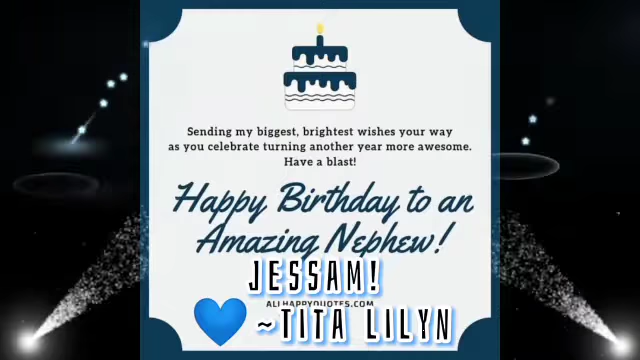 Sending my biggest, brightest wishes your way
as you celebrate turning another year more awesome.
Have a blast!
Happy Birthday to an
Amazing Nephew!
JESSAM!
ALLHAPPYQUOTES.COM
~TITA LILYN